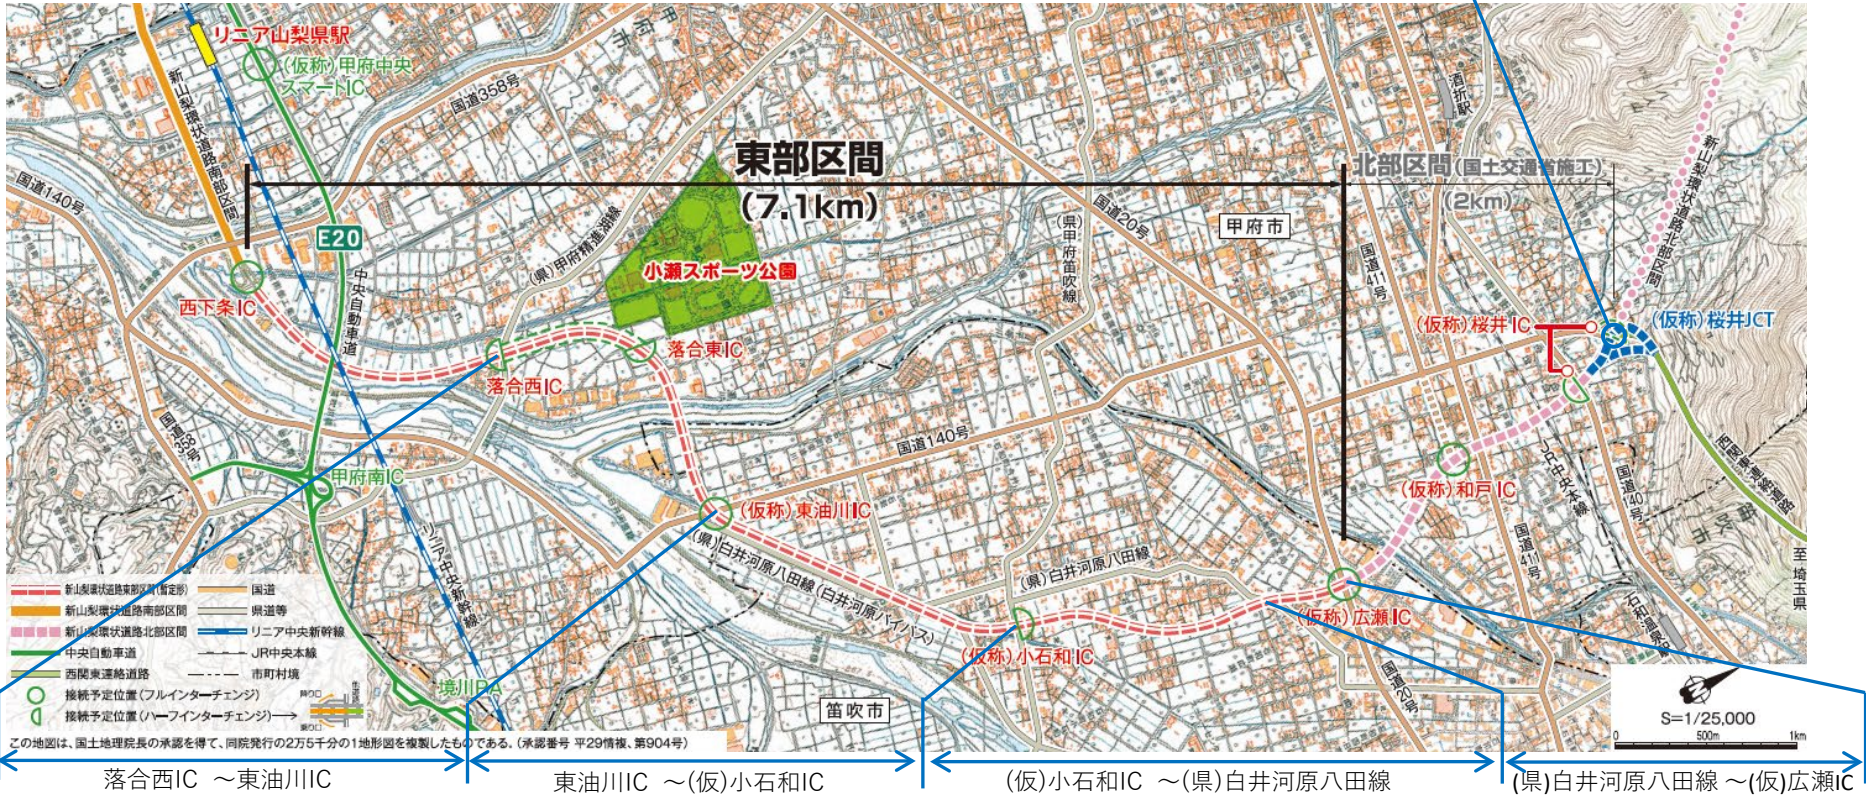 リニア山梨県駅
(仮称)甲府中央
スマートIC
新山梨環状道路南部区間
国道358号
甲府市
酒折駅
国道140号
東部区間
(7.1km)
北部区間(国土交通省施工)
(2km)
新山梨環状道路北部区間
E20
中央自動車道
(県)甲府精進湖線
小瀬スポーツ公園
(県)甲府笛吹線
国道20号
甲府市
国道411号
西下条IC
落合西IC
落合東IC
(仮称)桜井IC
(仮称)桜井JCT
国道358号
甲府南IC
国道140号
(仮称)東油川IC
(仮称)和戸IC
JR中央本線
国道140号
西関東連絡道路
国道411号
至埼玉県
リニア中央新幹線
(県)白井河原八田線(白井河原バイパス)
(県)白井河原八田線
(仮称)小石和IC
(仮称)広瀬IC
石和温泉
国道20号
境川PA
笛吹市
新山梨環状道路東部区間(暫定形)
国道
新山梨環状道路南部区間
県道等
新山梨環状道路北部区間
リニア中央新幹線
中央自動車道
JR中央本線
西関東連絡道路
市町村境
接続予定位置(フルインターチェンジ)
接続予定位置(ハーフインターチェンジ)
この地図は、国土地理院長の承認を得て、同院発行の2万5千分の1地形図を複製したものである。(承認番号 平29情複、第904号)
S=1/25,000
0 500m 1km
落合西IC ～東油川IC
東油川IC ～(仮)小石和IC
(仮)小石和IC ～(県)白井河原八田線
(県)白井河原八田線～(仮)広瀬IC